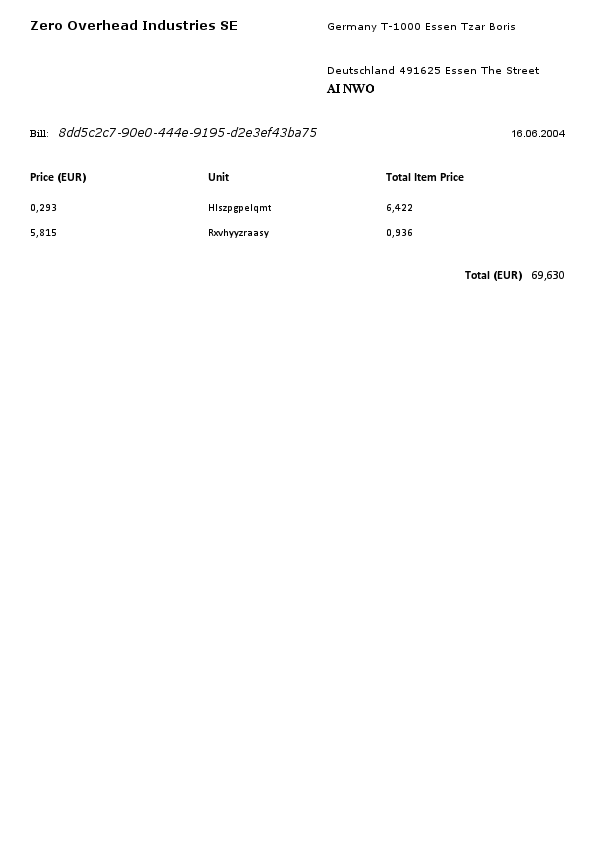 Zero Overhead Industries SE
Germany T-1000 Essen Tzar Boris
Deutschland 491625 Essen The Street
AI NWO
Bill: 8dd5c2c7-90e0-444e-9195-d2e3ef43ba75 16.06.2004
Price (EUR) Unit Total Item Price
0,293 Hlszpgpelqmt 6,422
5,815 Rxvhyyzraasy 0,936
Total (EUR) 69,630